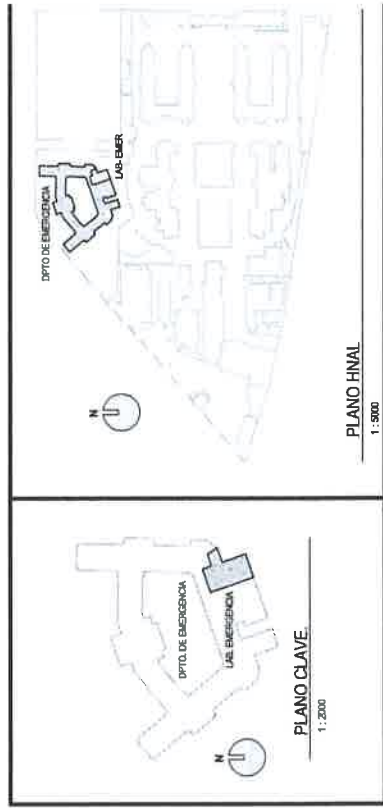 DPTO. DE EMERGENCIA
LAB. EMERGENCIA
N
PLANO CLAVE
1 : 2000
DPTO DE EMERGENCIA
LAB- EMER
N
PLANO HNAL
1 : 5000